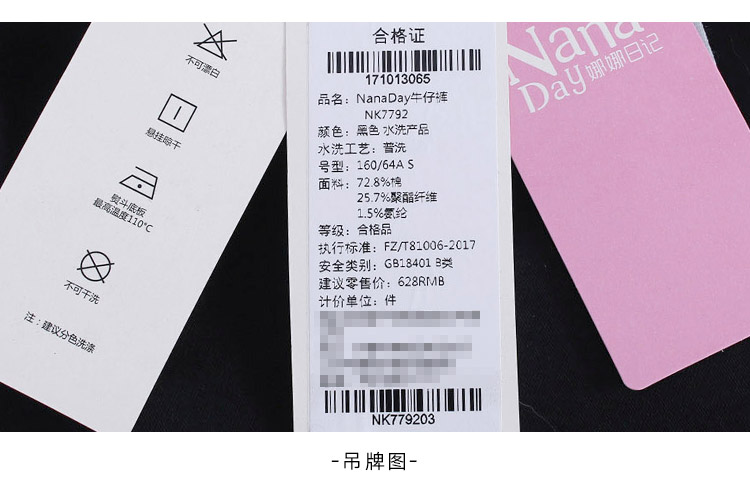 不可漂白
悬挂晾干
熨斗底板
最高温度110℃
不可干洗
注：建议分色洗涤
合格证
171013065
品名：NanaDay牛仔裤
NK7792
颜色：黑色 水洗产品
水洗工艺：普洗
号型：160/64A S
面料：72.8%棉
25.7%聚酯纤维
1.5%氨纶
等级：合格品
执行标准：FZ/T81006-2017
安全类别：GB18401 B类
建议零售价：628RMB
计价单位：件
NK779203
Nana
Day娜娜日记
-吊牌图-